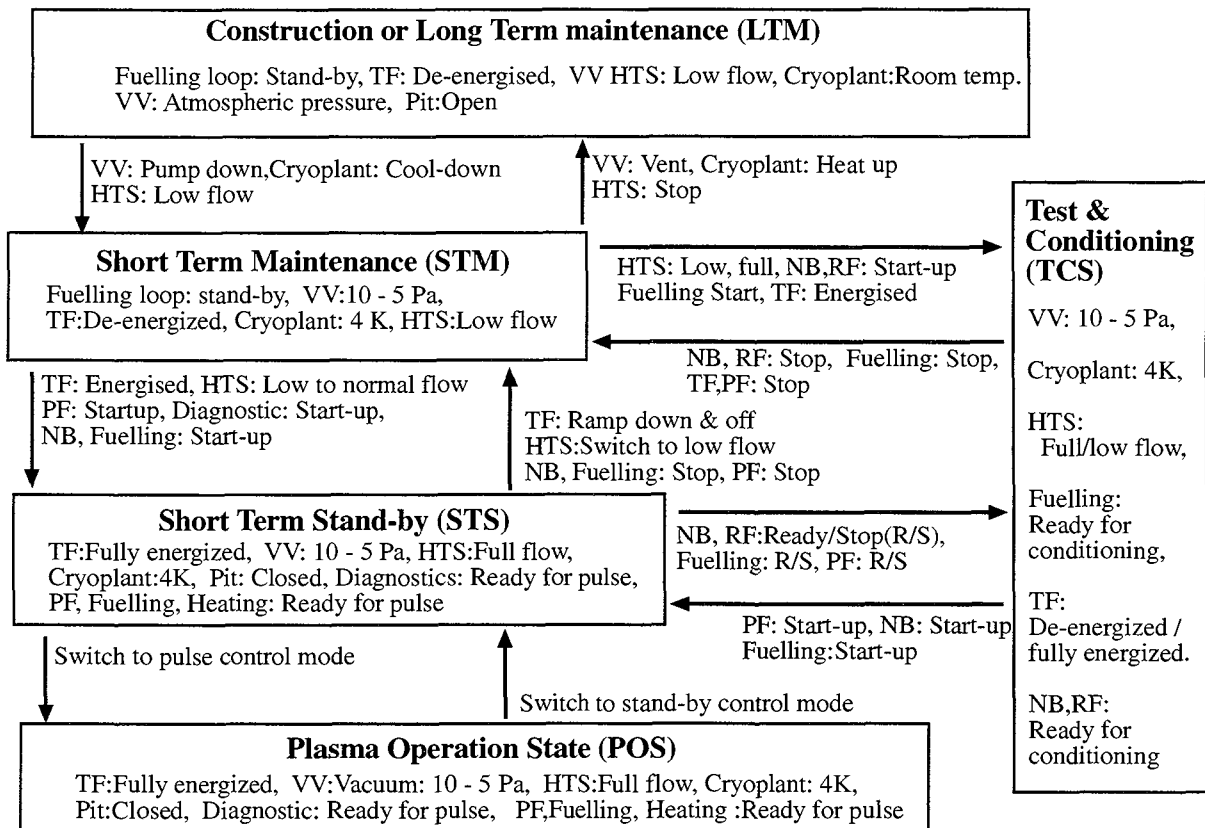 Construction or Long Term maintenance (LTM)
Fuelling loop: Stand-by, TF: De-energised, VV HTS: Low flow, Cryoplant:Room temp.
VV: Atmospheric pressure, Pit:Open
VV: Pump down,Cryoplant: Cool-down
HTS: Low flow
VV: Vent, Cryoplant: Heat up
HTS: Stop
Short Term Maintenance (STM)
Fuelling loop: stand-by, VV:10 - 5 Pa,
TF:De-energized, Cryoplant: 4 K, HTS:Low flow
HTS: Low, full, NB,RF: Start-up
Fuelling Start, TF: Energised
NB, RF: Stop, Fuelling: Stop,
TF,PF: Stop
TF: Energised, HTS: Low to normal flow
PF: Startup, Diagnostic: Start-up,
NB, Fuelling: Start-up
TF: Ramp down & off
HTS:Switch to low flow
NB, Fuelling: Stop, PF: Stop
Short Term Stand-by (STS)
TF:Fully energized, VV: 10 - 5 Pa, HTS:Full flow,
Cryoplant:4K, Pit: Closed, Diagnostics: Ready for pulse,
PF, Fuelling, Heating: Ready for pulse
NB, RF:Ready/Stop(R/S),
Fuelling: R/S, PF: R/S
PF: Start-up, NB: Start-up
Fuelling:Start-up
Switch to pulse control mode
Switch to stand-by control mode
Plasma Operation State (POS)
TF:Fully energized, VV:Vacuum: 10 - 5 Pa, HTS:Full flow, Cryoplant: 4K,
Pit:Closed, Diagnostic: Ready for pulse, PF,Fuelling, Heating :Ready for pulse
Test &
Conditioning
(TCS)
VV: 10 - 5 Pa,
Cryoplant: 4K,
HTS:
Full/low flow,
Fuelling:
Ready for
conditioning,
TF:
De-energized /
fully energized.
NB,RF:
Ready for
conditioning